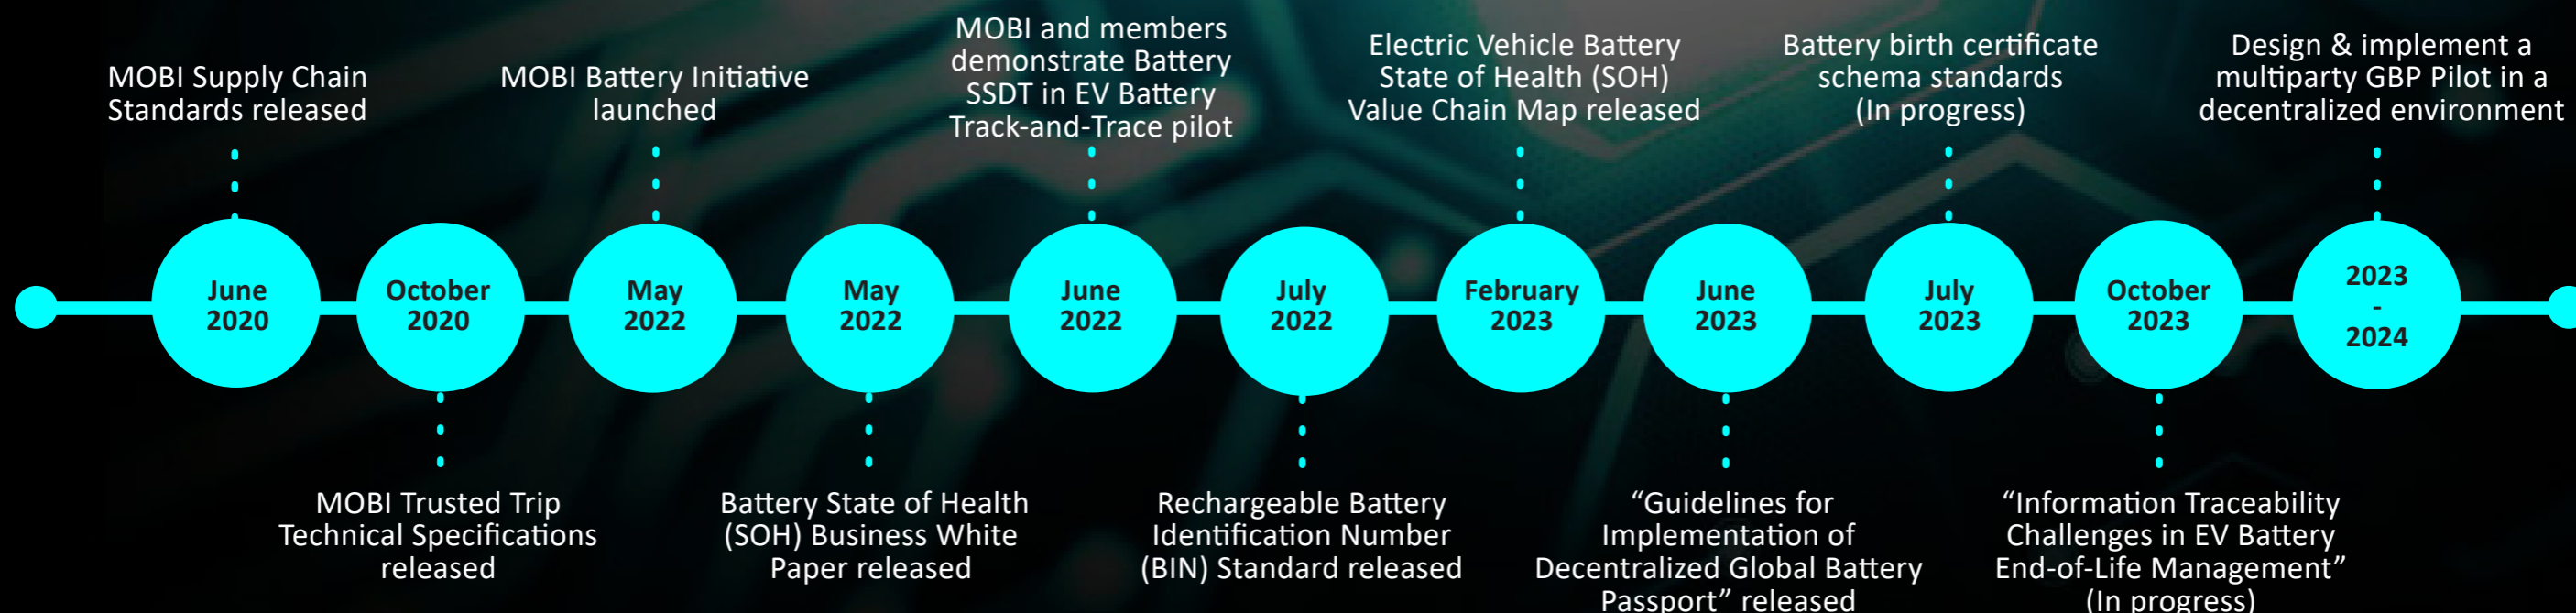 MOBI Supply Chain
Standards released
MOBI Battery Initiative
launched
MOBI and members
demonstrate Battery
SSDT in EV Battery
Track-and-Trace pilot
Electric Vehicle Battery
State of Health (SOH)
Value Chain Map released
Battery birth certificate
schema standards
(In progress)
Design & implement a
multiparty GBP Pilot in a
decentralized environment
June
2020
October
2020
May
2022
May
2022
June
2022
July
2022
February
2023
June
2023
July
2023
October
2023
2023
-
2024
MOBI Trusted Trip
Technical Specifications
released
Battery State of Health
(SOH) Business White
Paper released
Rechargeable Battery
Identification Number
(BIN) Standard released
“Guidelines for
Implementation of
Decentralized Global Battery
Passport” released
“Information Traceability
Challenges in EV Battery
End-of-Life Management”
(In progress)